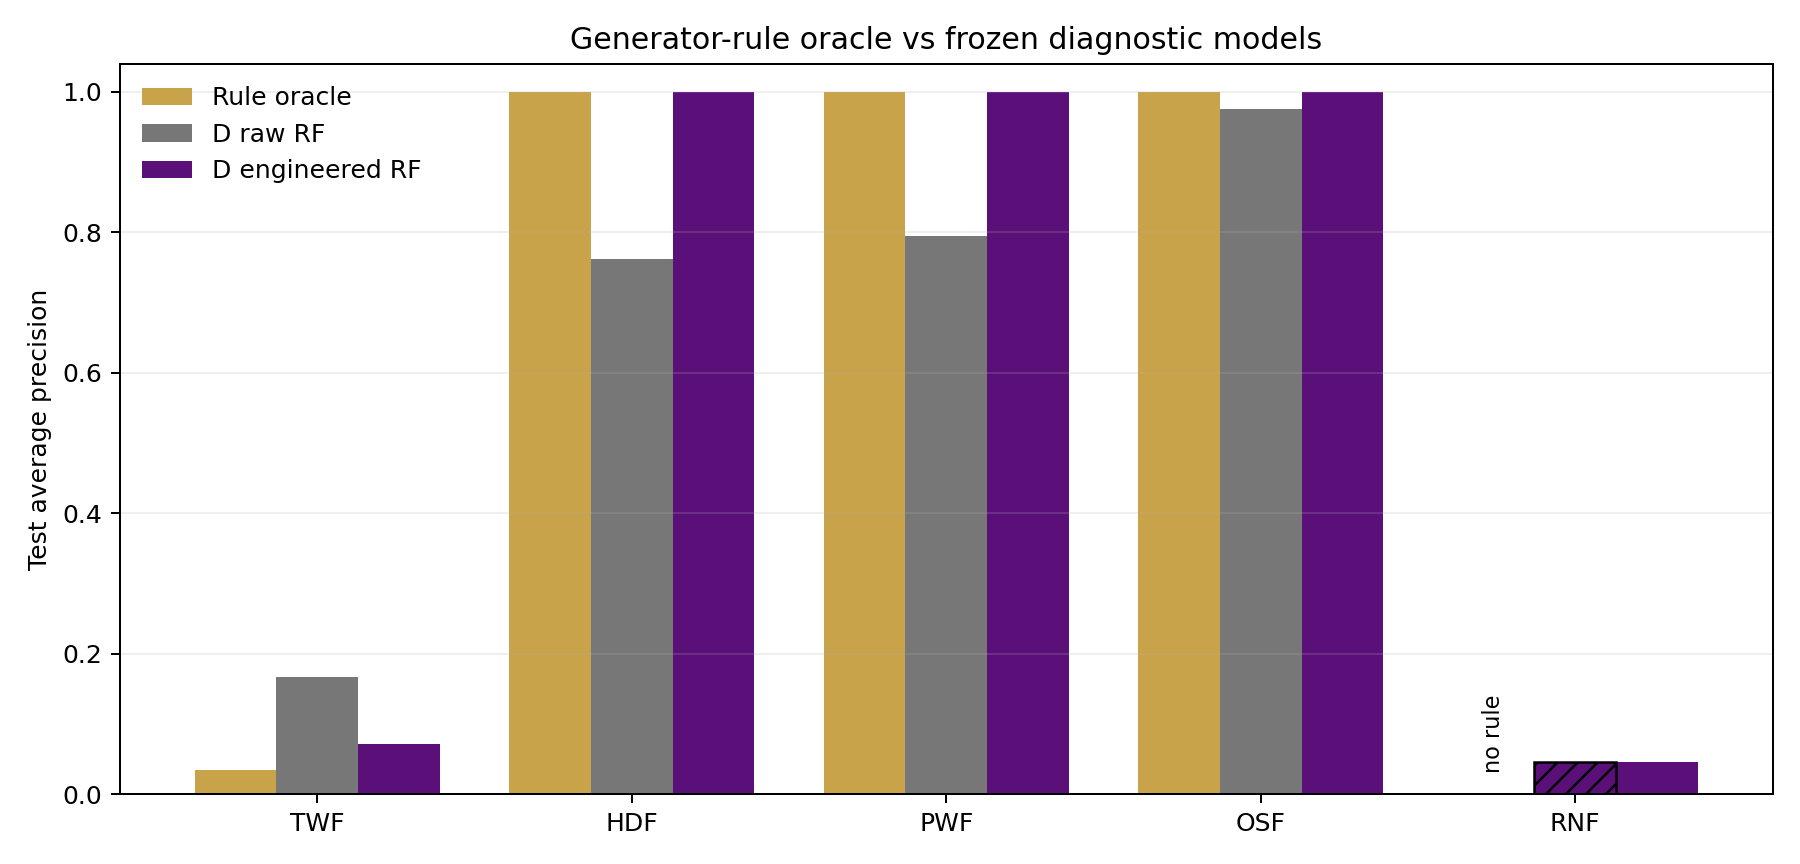 Generator-rule oracle vs frozen diagnostic models
Rule oracle
D raw RF
D engineered RF
Test average precision
1.0
0.8
0.6
0.4
0.2
0.0
no rule
TWF
HDF
PWF
OSF
RNF